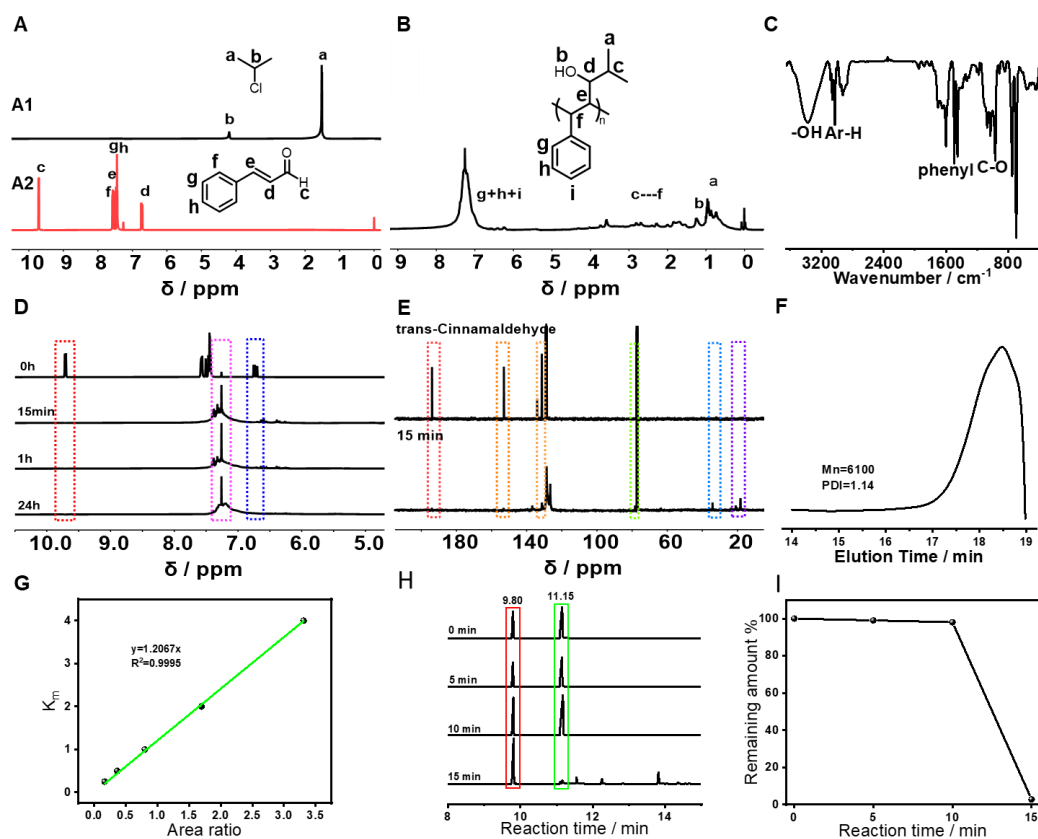 A
a
b
Cl
A1
a
b
A2
c
g
h
e
f
d
g
f
e
O
h
d
H
c
10 9 8 7 6 5 4 3 2 1 0
δ / ppm
B
a
b
HO
d
c
e
f
n
g
h
i
g+h+i
c---f
b
a
9 8 7 6 5 4 3 2 1 0
δ / ppm
C
-OH
Ar-H
phenyl
C-O
3200 2400 1600 800
Wavenumber / cm-1
D
0h
15min
1h
24h
10.0 9.0 8.0 7.0 6.0 5.0
δ / ppm
E
trans-Cinnamaldehyde
15 min
180 140 100 60 20
δ / ppm
F
Mn=6100
PDI=1.14
14 15 16 17 18 19
Elution Time / min
G
4
3
2
1
0
Km
y=1.2067x
R2=0.9995
0.0 0.5 1.0 1.5 2.0 2.5 3.0 3.5
Area ratio
H
9.80 11.15
0 min
5 min
10 min
15 min
8 10 12 14
Reaction time / min
I
100
80
60
40
20
0
Remaining amount %
0 5 10 15
Reaction time / min